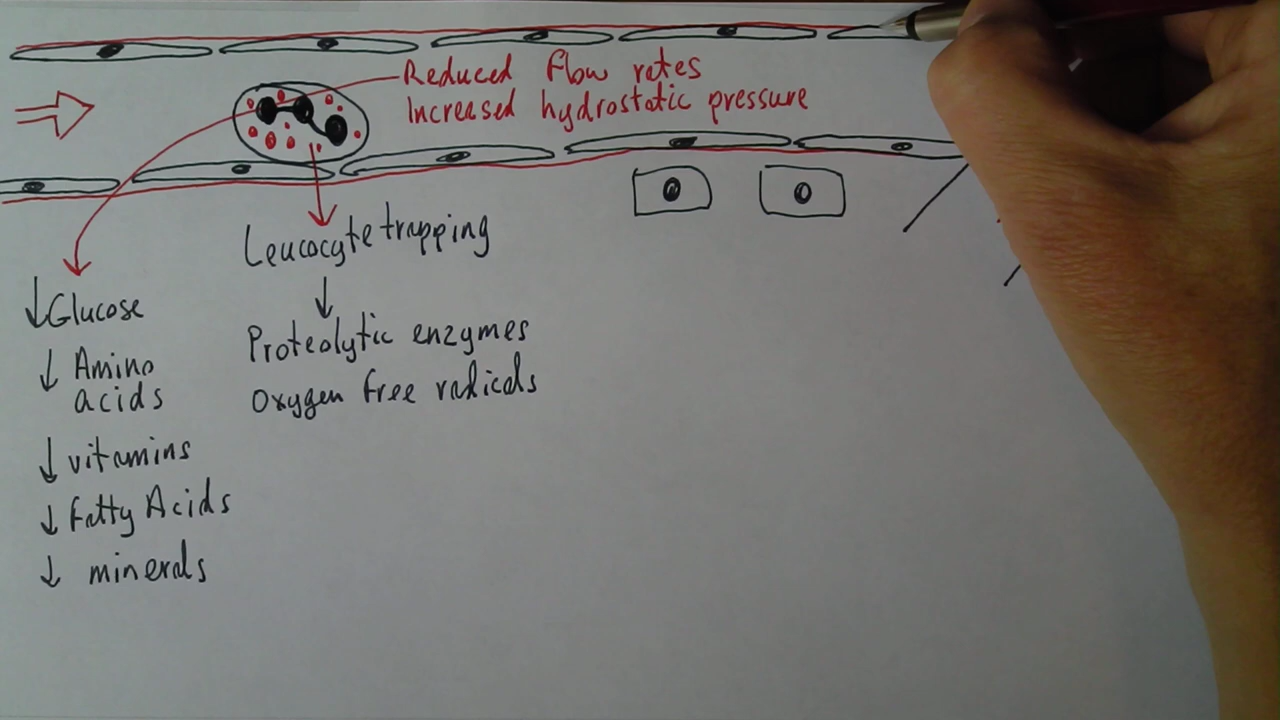 Reduced flow rates
Increased hydrostatic pressure
Leucocyte trapping
Proteolytic enzymes
oxygen free radicals
↓ Glucose
↓ Amino
acids
↓ vitamins
↓ Fatty Acids
↓ minerals